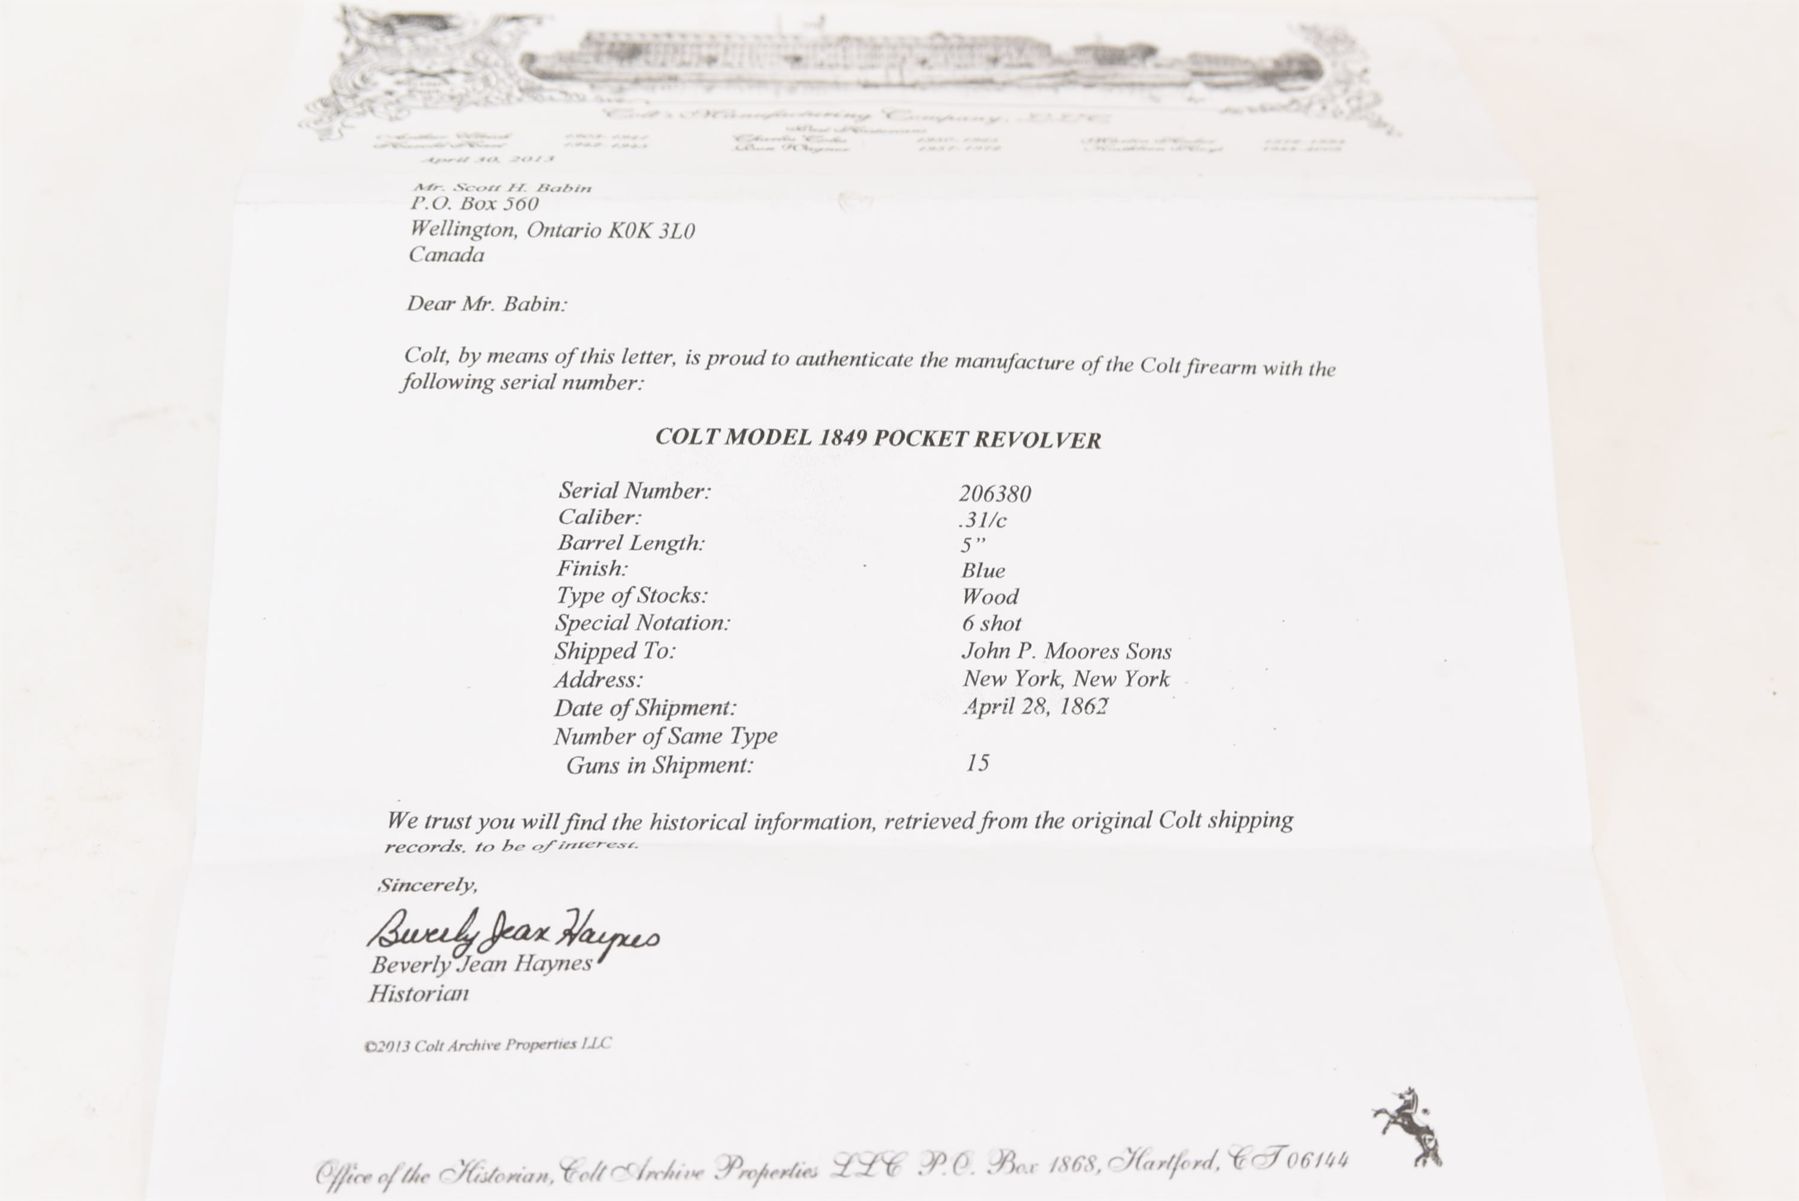 Colt's Manufacturing Company, LLC
April 30, 2013
Mr. Scott H. Babin
P.O. Box 560
Wellington, Ontario K0K 3L0
Canada
Dear Mr. Babin:
Colt, by means of this letter, is proud to authenticate the manufacture of the Colt firearm with the
following serial number:
COLT MODEL 1849 POCKET REVOLVER
Serial Number: 206380
Caliber: .31/c
Barrel Length: 5"
Finish: Blue
Type of Stocks: Wood
Special Notation: 6 shot
Shipped To: John P. Moores Sons
Address: New York, New York
Date of Shipment: April 28, 1862
Number of Same Type
Guns in Shipment: 15
We trust you will find the historical information, retrieved from the original Colt shipping
records, to be of interest.
Sincerely,
Beverly Jean Haynes
Beverly Jean Haynes
Historian
©2013 Colt Archive Properties LLC
Office of the Historian, Colt Archive Properties LLC P.O. Box 1868, Hartford, CT 06144